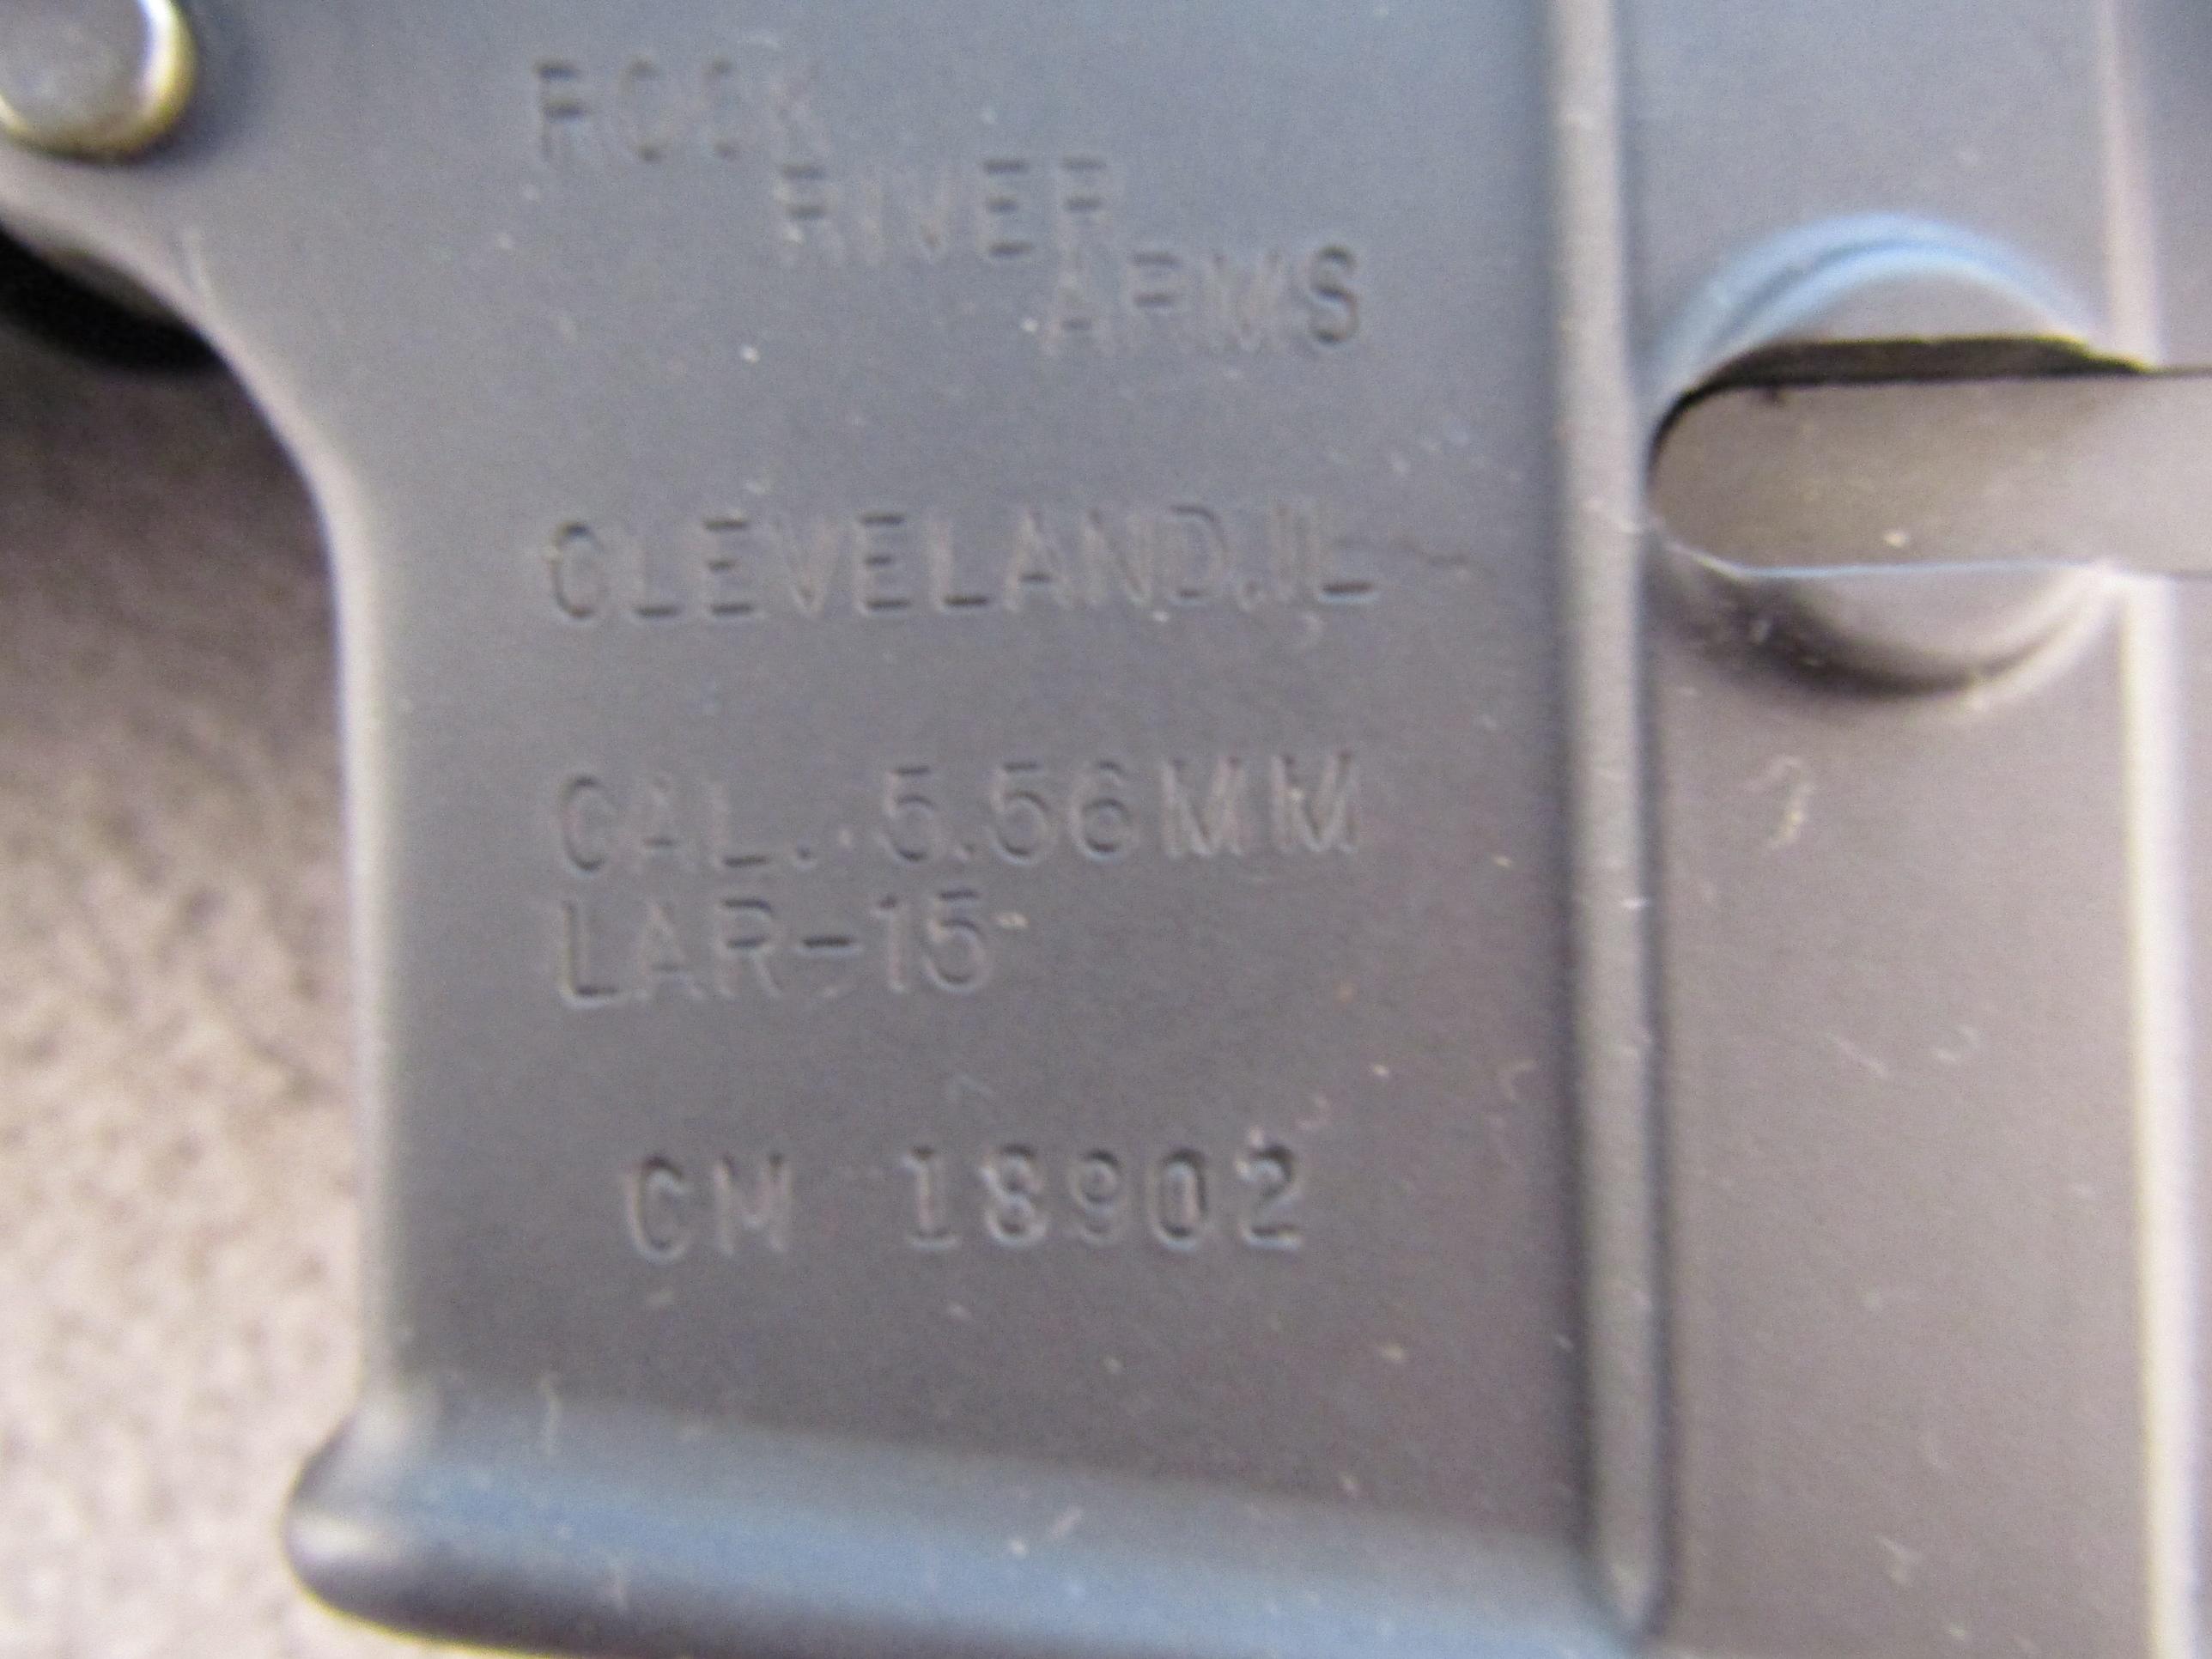 ROCK
RIVER
ARMS
CLEVELAND, IL
CAL. 5.56MM
LAR-15
CM 18902